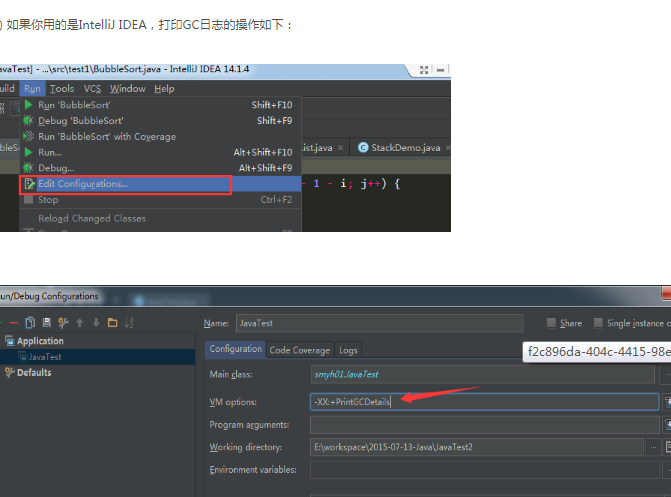 ) 如果你用的是IntelliJ IDEA，打印GC日志的操作如下：
avaTest] - ...\src\test1\BubbleSort.java - IntelliJ IDEA 14.1.4
uild Run Tools VCS Window Help
Run 'BubbleSort' Shift+F10
Debug 'BubbleSort' Shift+F9
Run 'BubbleSort' with Coverage
Run... Alt+Shift+F10
Debug... Alt+Shift+F9
ist.java StackDemo.java
Edit Configurations...
- 1 - i; j++) {
Stop Ctrl+F2
Reload Changed Classes
un/Debug Configurations
Name: JavaTest Share Single instance o
Application
JavaTest
Defaults
Configuration Code Coverage Logs
f2c896da-404c-4415-98e
Main class: smyh01.JavaTest
VM options: -XX:+PrintGCDetails
Program arguments:
Working directory: E:\workspace\2015-07-13-Java\JavaTest2
Environment variables: